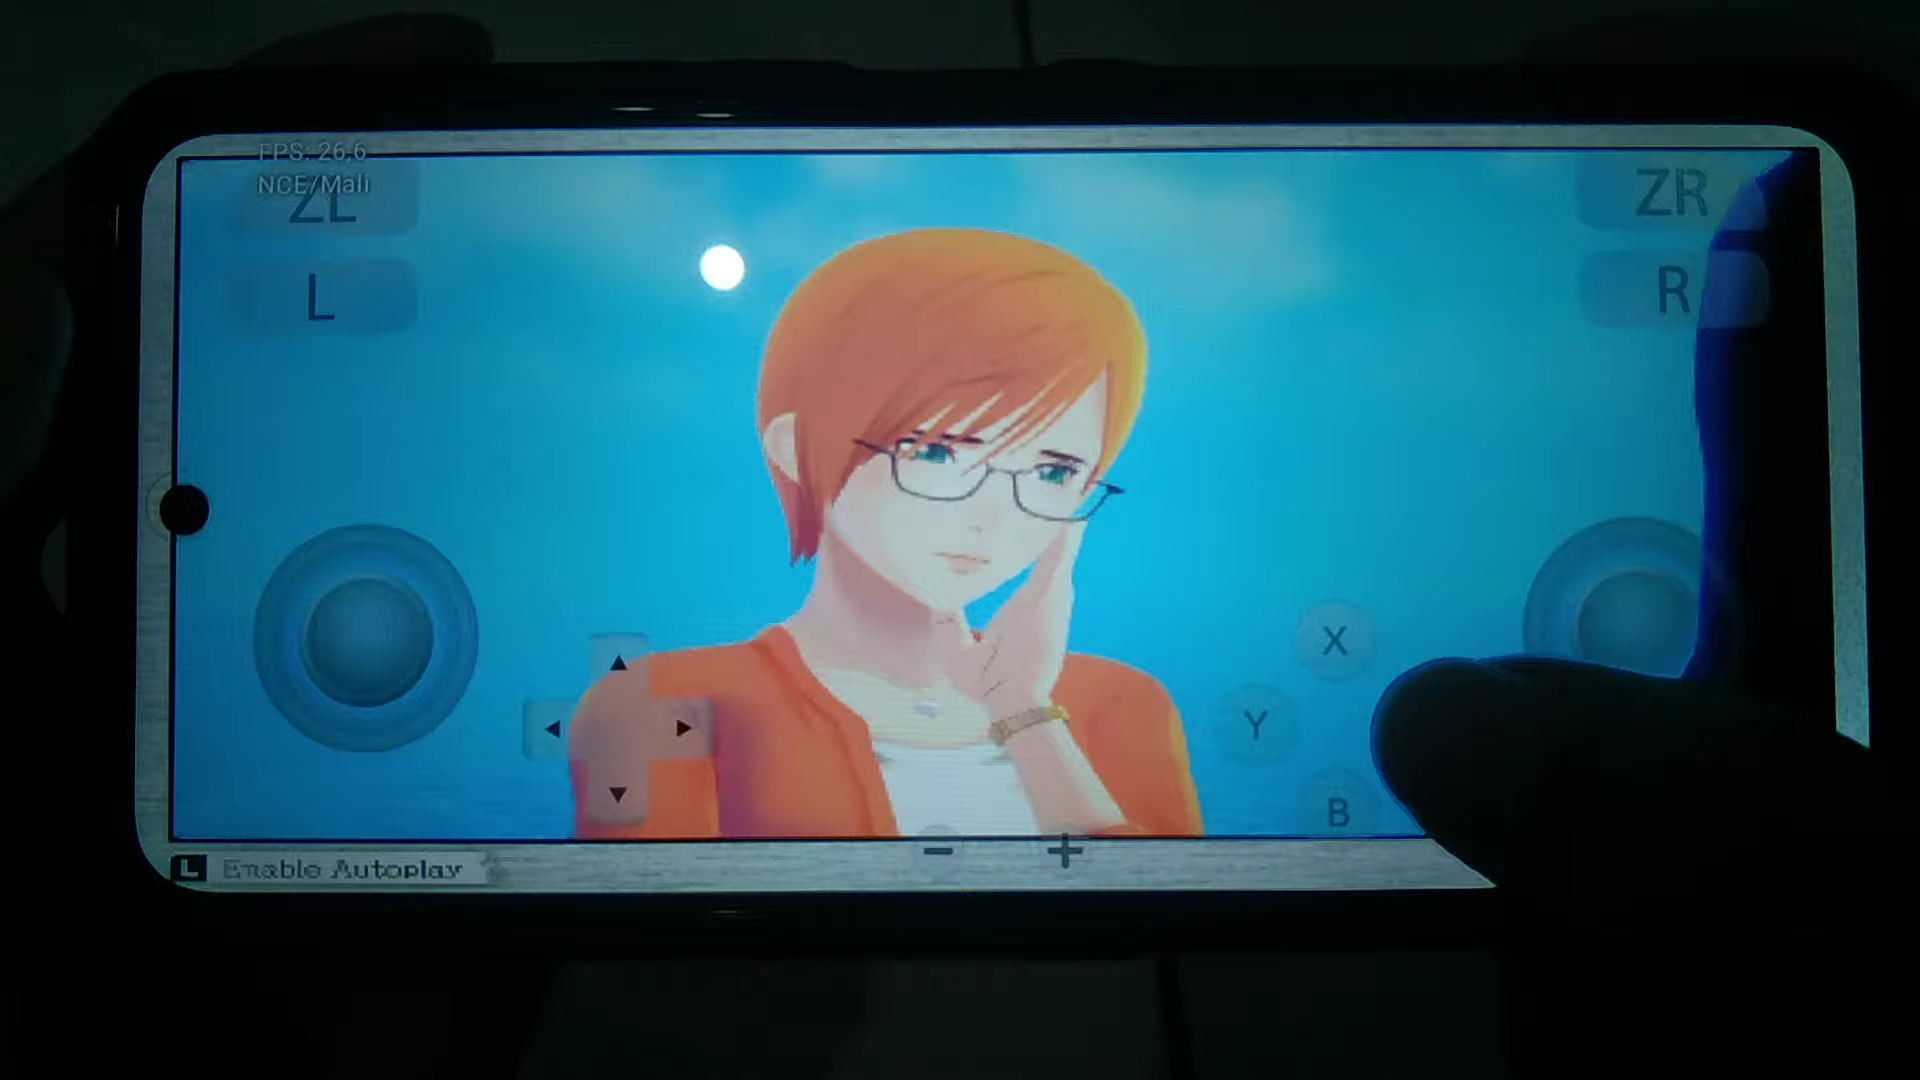 FPS: 26.6
NCE/Mali
ZL
L
ZR
R
X
Y
B
L Enable Autoplay
- +